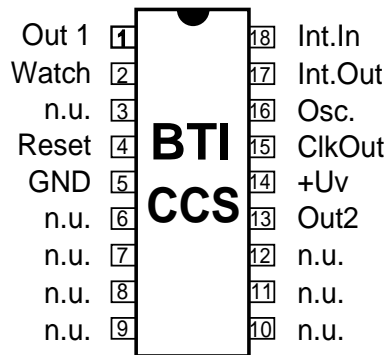 Out 1 1 18 Int.In
Watch 2 17 Int.Out
n.u. 3 16 Osc.
Reset 4 BTI 15 ClkOut
GND 5 14 +Uv
n.u. 6 CCS 13 Out2
n.u. 7 12 n.u.
n.u. 8 11 n.u.
n.u. 9 10 n.u.